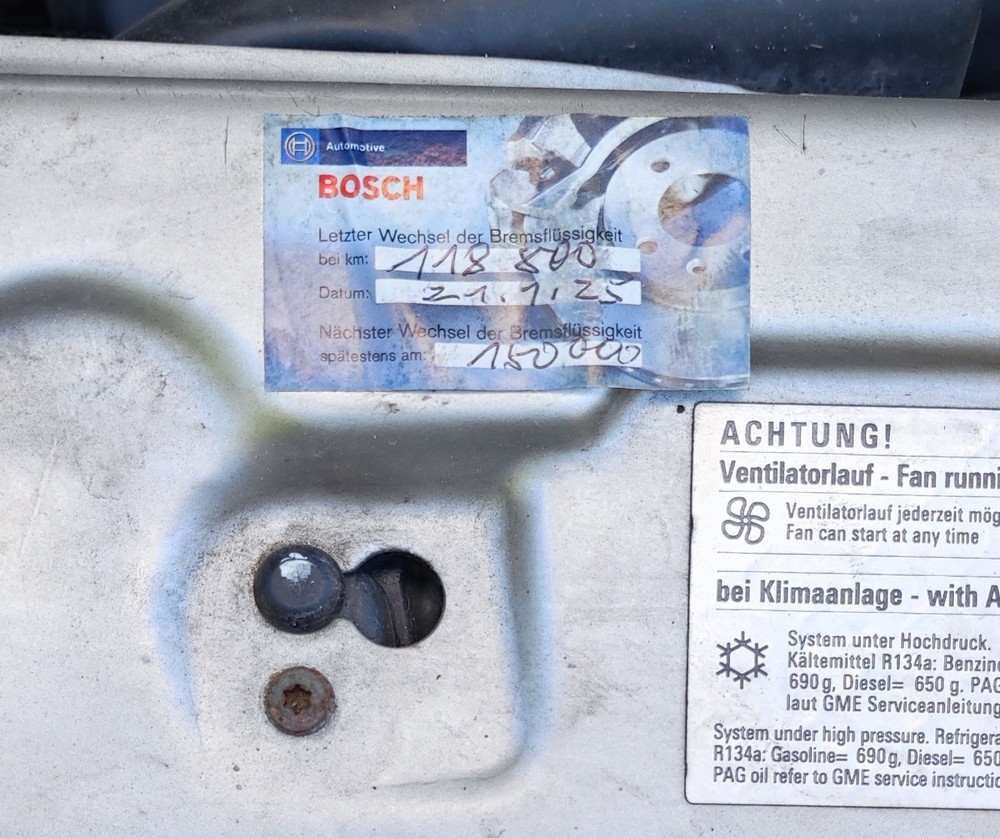 Automotive
BOSCH
Letzter Wechsel der Bremsflüssigkeit
bei km: 118 800
Datum: 21.1.25
Nächster Wechsel der Bremsflüssigkeit
spätestens am: 150.000
ACHTUNG!
Ventilatorlauf - Fan runni
Ventilatorlauf jederzeit mög
Fan can start at any time
bei Klimaanlage - with A
System unter Hochdruck.
Kältemittel R134a: Benzin
690g, Diesel= 650 g. PAG
laut GME Serviceanleitung
System under high pressure. Refrigera
R134a: Gasoline= 690g, Diesel= 650
PAG oil refer to GME service instructio